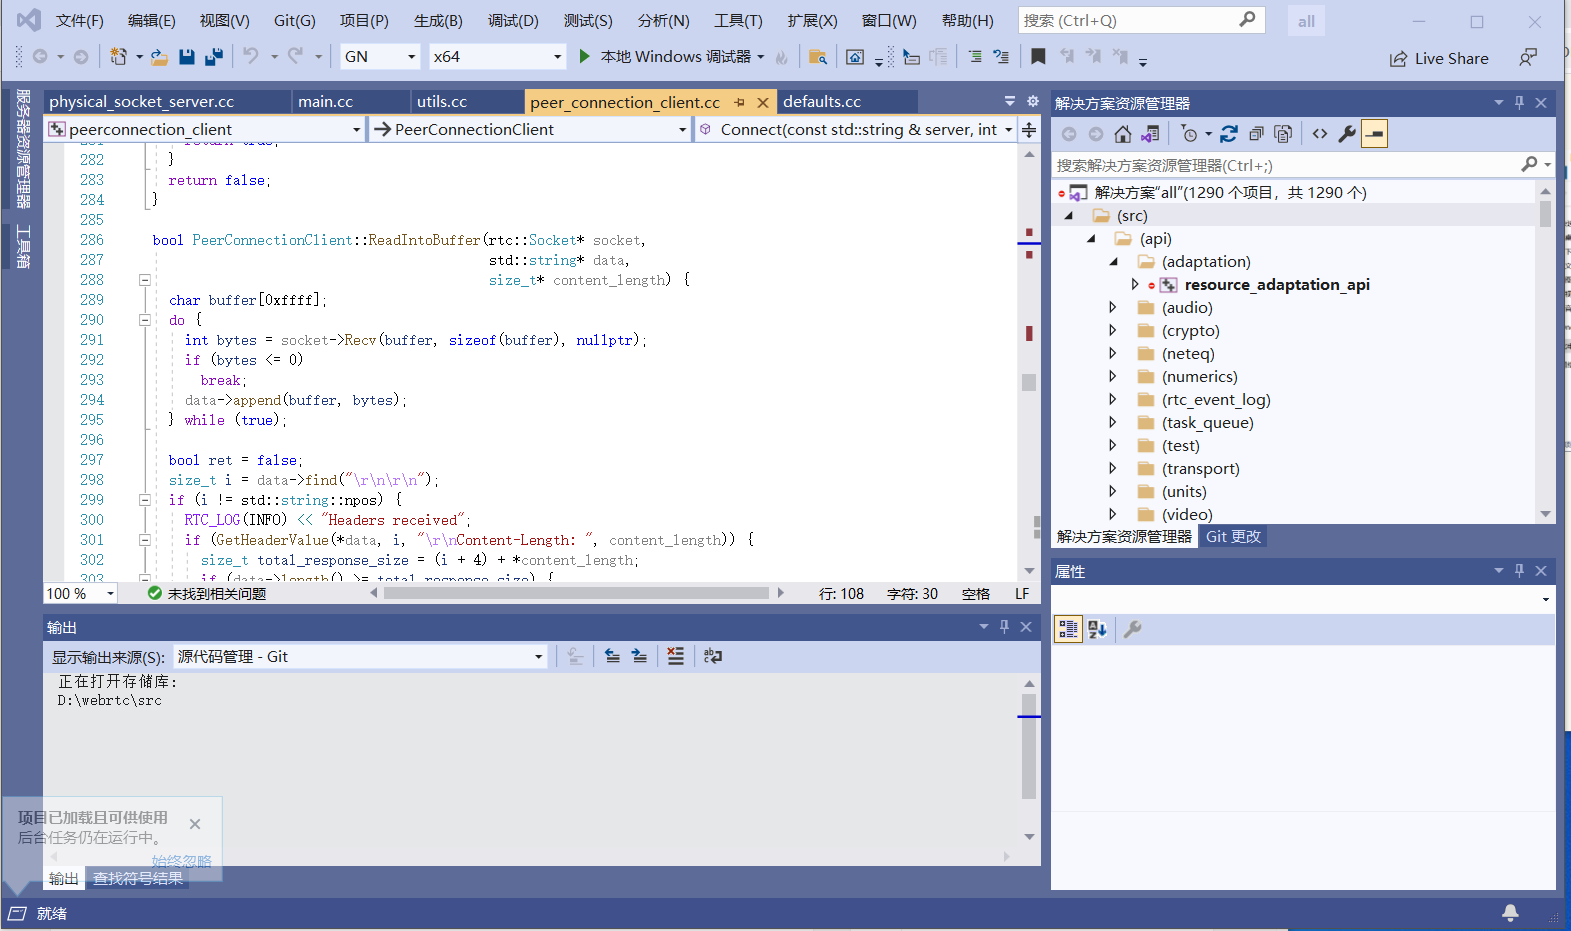 文件(F) 编辑(E) 视图(V) Git(G) 项目(P) 生成(B) 调试(D) 测试(S) 分析(N) 工具(T) 扩展(X) 窗口(W) 帮助(H) 搜索 (Ctrl+Q) all
GN x64 本地 Windows 调试器 Live Share
服务器资源管理器
工具箱
physical_socket_server.cc main.cc utils.cc peer_connection_client.cc defaults.cc
peerconnection_client PeerConnectionClient Connect(const std::string & server, int
281 return true;
282 }
283 return false;
284 }
285
286 bool PeerConnectionClient::ReadIntoBuffer(rtc::Socket* socket,
287 std::string* data,
288 size_t* content_length) {
289 char buffer[0xffff];
290 do {
291 int bytes = socket->Recv(buffer, sizeof(buffer), nullptr);
292 if (bytes <= 0)
293 break;
294 data->append(buffer, bytes);
295 } while (true);
296
297 bool ret = false;
298 size_t i = data->find("\r\n\r\n");
299 if (i != std::string::npos) {
300 RTC_LOG(INFO) << "Headers received";
301 if (GetHeaderValue(*data, i, "\r\nContent-Length: ", content_length)) {
302 size_t total_response_size = (i + 4) + *content_length;
303 if (data->length() >= total_response_size) {
100 % 未找到相关问题 行: 108 字符: 30 空格 LF
输出
显示输出来源(S): 源代码管理 - Git
正在打开存储库:
D:\webrtc\src
项目已加载且可供使用
后台任务仍在运行中。
始终忽略
输出 查找符号结果
就绪
解决方案资源管理器
搜索解决方案资源管理器(Ctrl+;)
解决方案"all"(1290 个项目，共 1290 个)
(src)
(api)
(adaptation)
resource_adaptation_api
(audio)
(crypto)
(neteq)
(numerics)
(rtc_event_log)
(task_queue)
(test)
(transport)
(units)
(video)
解决方案资源管理器 Git 更改
属性